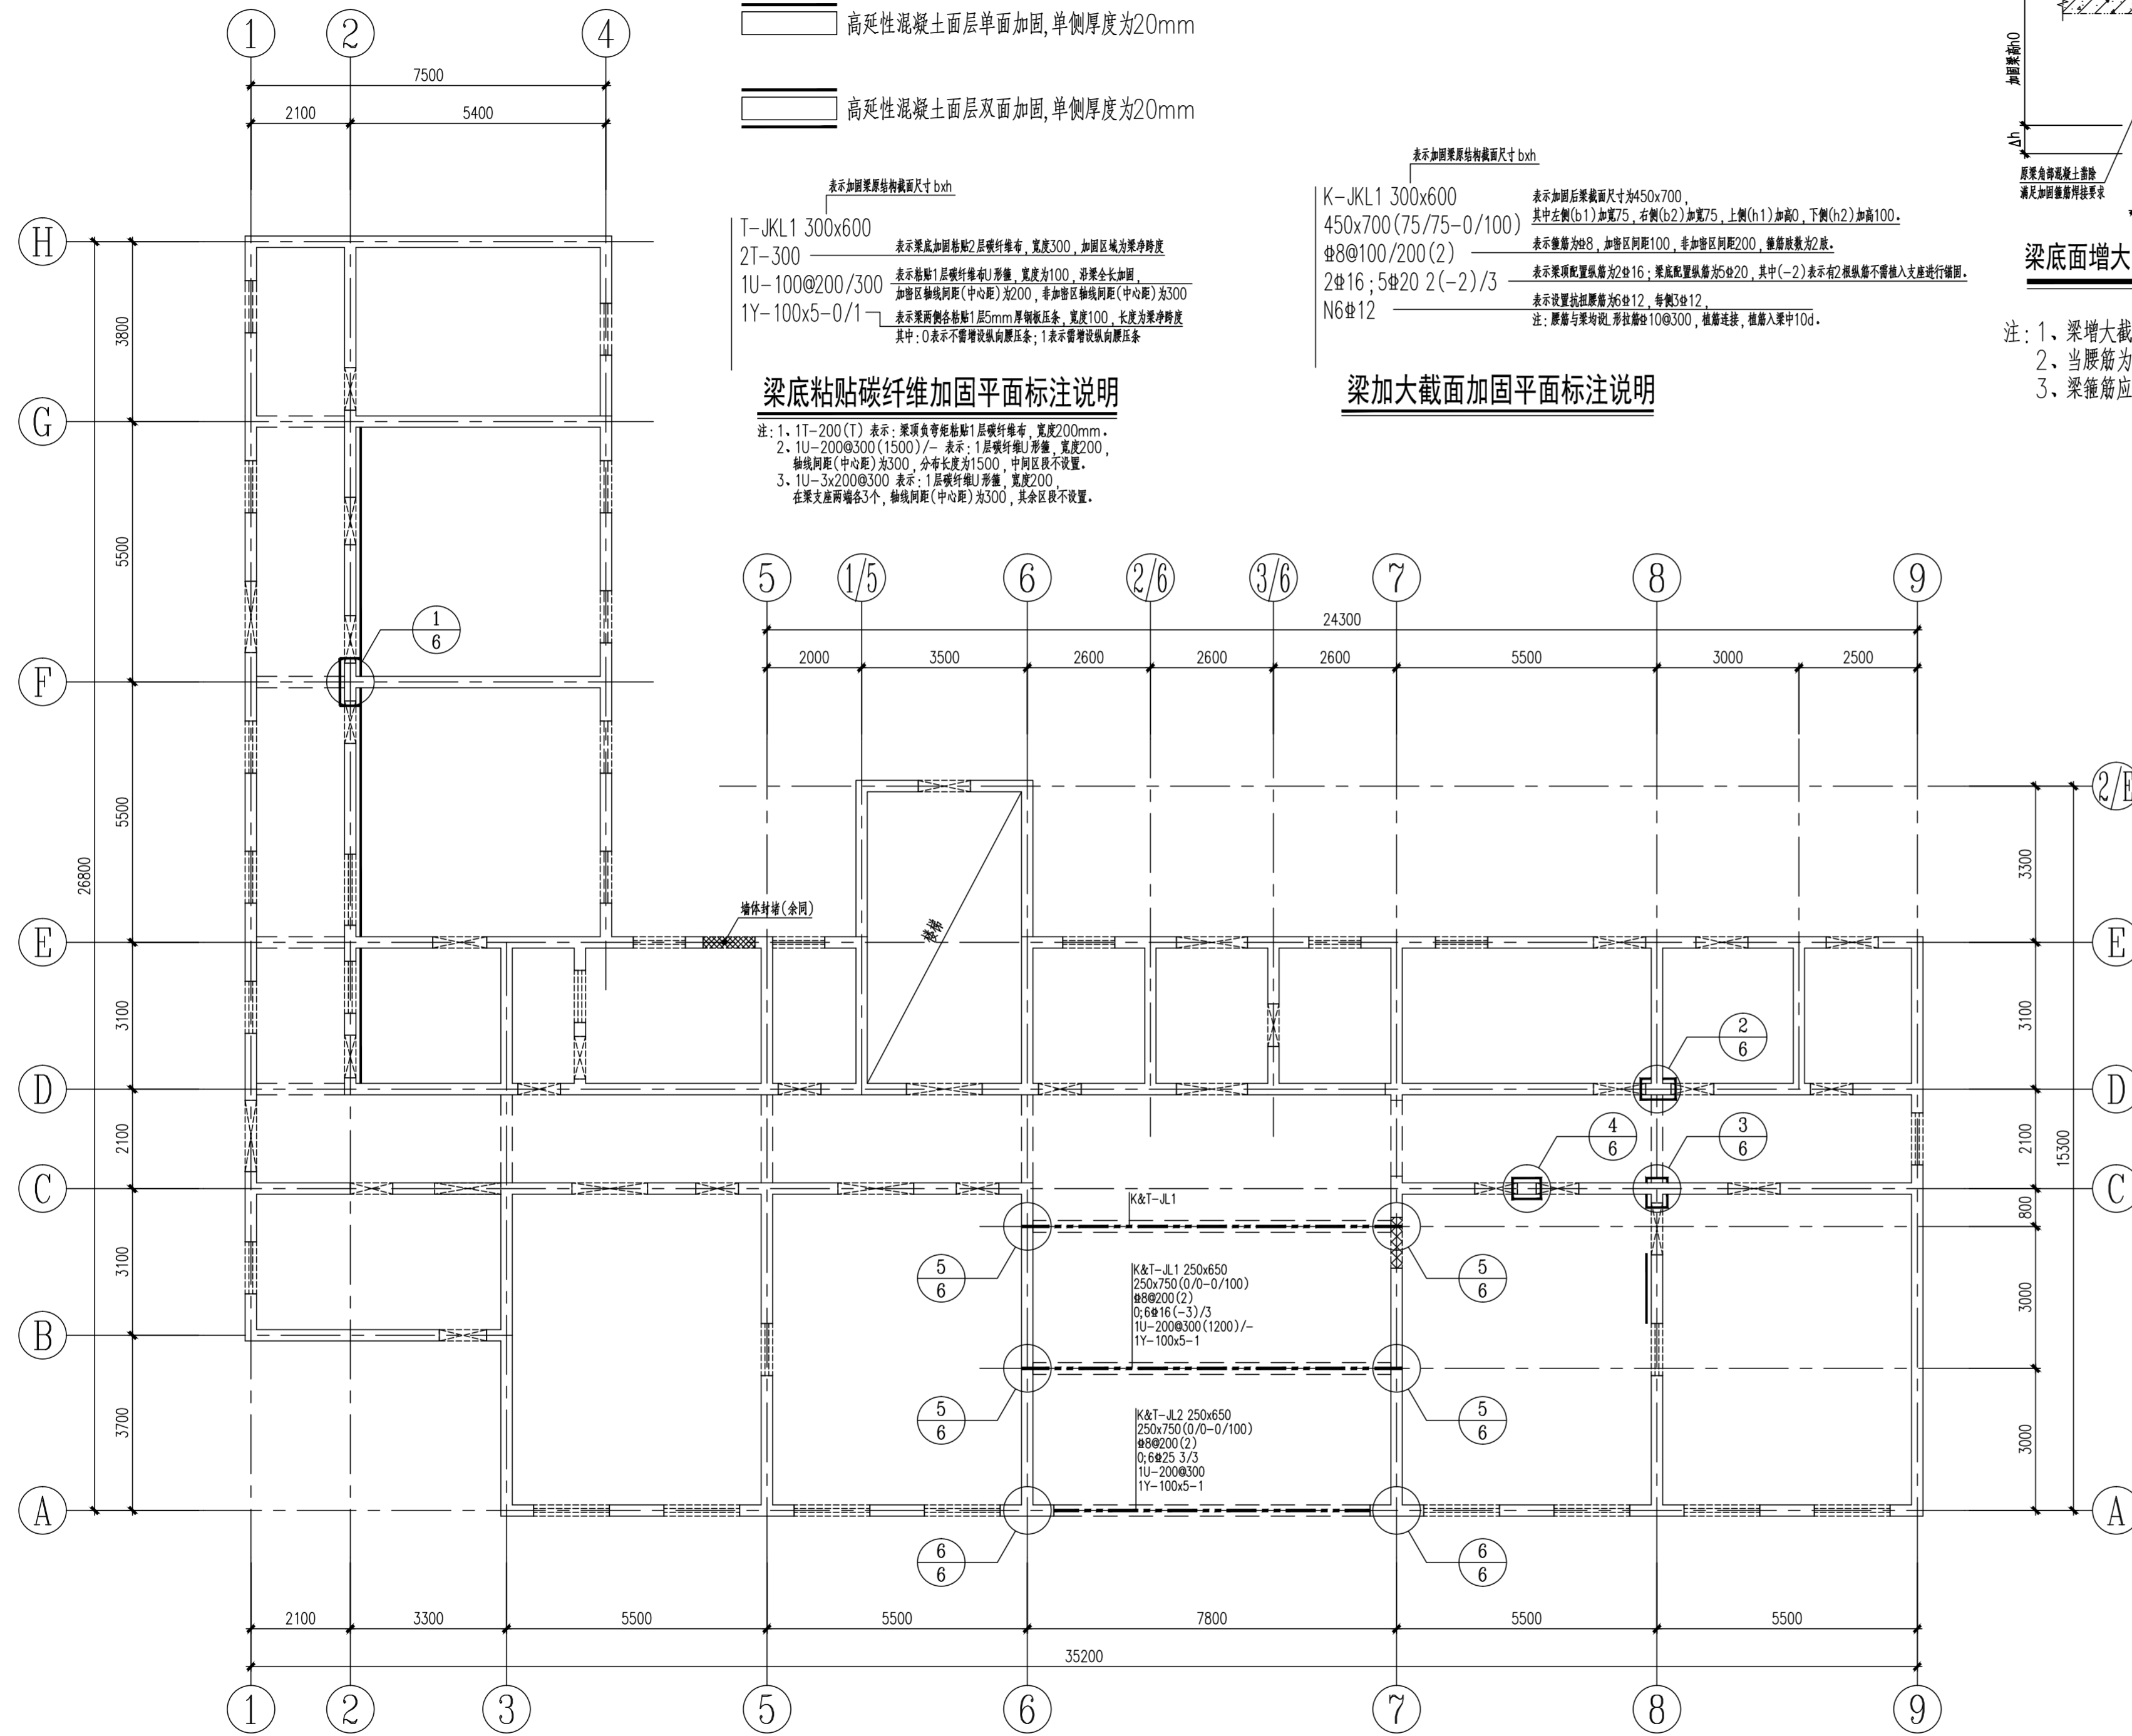 高延性混凝土面层单面加固,单侧厚度为20mm
高延性混凝土面层双面加固,单侧厚度为20mm
表示加固梁原结构截面尺寸 bxh
T-JKL1 300x600
2T-300
表示梁底加固粘贴2层碳纤维布，宽度300，加固区域为梁净跨度
1U-100@200/300
表示粘贴1层碳纤维布U形箍，宽度为100，沿梁全长加固，
加密区轴线间距(中心距)为200，非加密区轴线间距(中心距)为300
1Y-100x5-0/1
表示梁两侧各粘贴1层5mm厚钢板压条，宽度100，长度为梁净跨度
其中：0表示不需增设纵向腰压条；1表示需增设纵向腰压条
梁底粘贴碳纤维加固平面标注说明
注：1、1T-200(T) 表示：梁顶负弯矩粘贴1层碳纤维布，宽度200mm。
2、1U-200@300(1500)/- 表示：1层碳纤维U形箍，宽度200，
轴线间距(中心距)为300，分布长度为1500，中间区段不设置。
3、1U-3x200@300 表示：1层碳纤维U形箍，宽度200，
在梁支座两端各3个，轴线间距(中心距)为300，其余区段不设置。
表示加固梁原结构截面尺寸 bxh
K-JKL1 300x600
450x700(75/75-0/100)
表示加固后梁截面尺寸为450x700，
其中左侧(b1)加宽75，右侧(b2)加宽75，上侧(h1)加高0，下侧(h2)加高100。
Φ8@100/200(2)
表示箍筋为Φ8，加密区间距100，非加密区间距200，箍筋肢数为2肢。
2Φ16；5Φ20 2(-2)/3
表示梁顶配置纵筋为2Φ16；梁底配置纵筋为5Φ20，其中(-2)表示有2根纵筋不需植入支座进行锚固。
N6Φ12
表示设置抗扭腰筋为6Φ12，每侧3Φ12，
注：腰筋与梁均设L形拉筋Φ10@300，植筋连接，植筋入梁中10d。
梁加大截面加固平面标注说明
加固梁高h0
Δh
原梁角部混凝土凿除
满足加固箍筋焊接要求
梁底面增大
注：1、梁增大截
2、当腰筋为
3、梁箍筋应
1
2
4
7500
2100
5400
H
G
F
E
D
C
B
A
3800
5500
5500
3100
2100
3100
3700
26800
1
6
5
1/5
6
2/6
3/6
7
8
9
24300
2000
3500
2600
2600
2600
5500
3000
2500
2/E
E
D
C
A
3300
3100
2100
800
3000
3000
15300
墙体封堵(余同)
楼梯
2
6
4
6
3
6
K&T-JL1
5
6
5
6
K&T-JL1 250x650
250x750(0/0-0/100)
Φ8@200(2)
0;6Φ16(-3)/3
1U-200@300(1200)/-
1Y-100x5-1
5
6
5
6
K&T-JL2 250x650
250x750(0/0-0/100)
Φ8@200(2)
0;6Φ25 3/3
1U-200@300
1Y-100x5-1
6
6
6
6
2100
3300
5500
5500
7800
5500
5500
35200
1
2
3
5
6
7
8
9